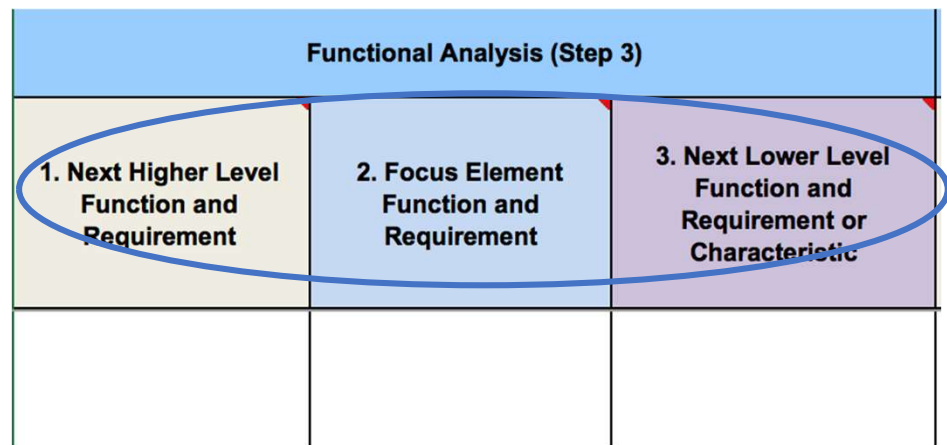 Functional Analysis (Step 3)
1. Next Higher Level
Function and
Requirement
2. Focus Element
Function and
Requirement
3. Next Lower Level
Function and
Requirement or
Characteristic